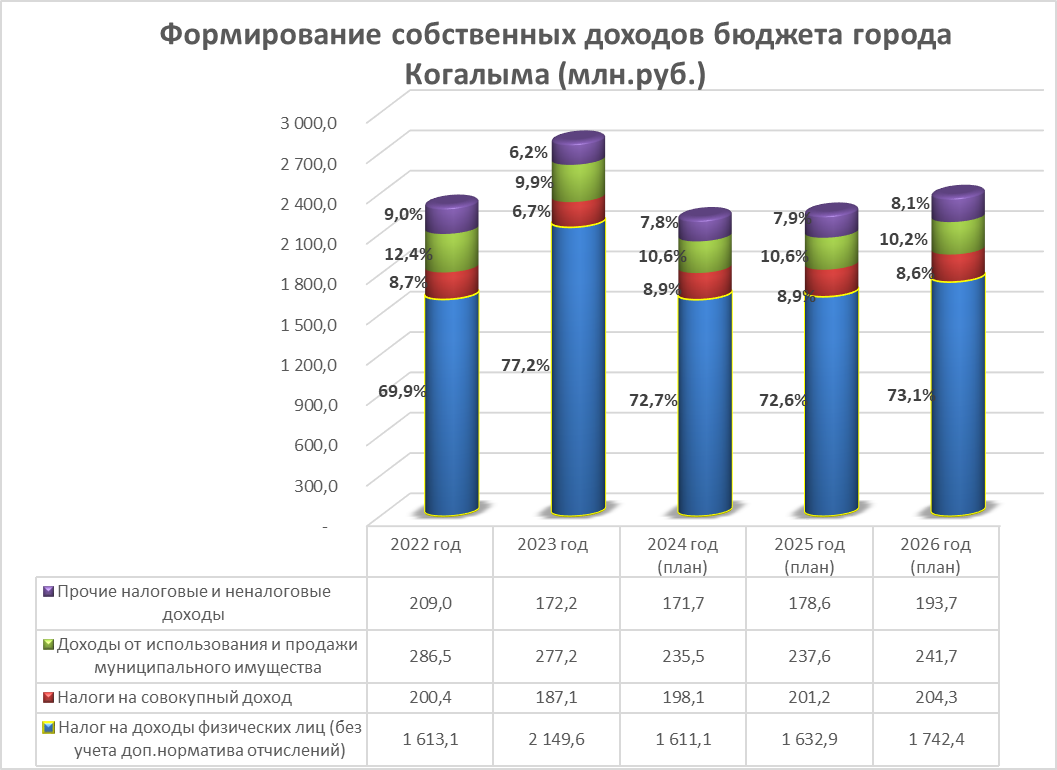 Формирование собственных доходов бюджета города
Когалыма (млн.руб.)
3 000,0
2 700,0
2 400,0
2 100,0
1 800,0
1 500,0
1 200,0
900,0
600,0
300,0
-
9,0%
12,4%
8,7%
69,9%
6,2%
9,9%
6,7%
77,2%
7,8%
10,6%
8,9%
72,7%
7,9%
10,6%
8,9%
72,6%
8,1%
10,2%
8,6%
73,1%
2022 год 2023 год 2024 год 2025 год 2026 год
(план) (план) (план)
Прочие налоговые и неналоговые
доходы
209,0 172,2 171,7 178,6 193,7
Доходы от использования и продажи
муниципального имущества
286,5 277,2 235,5 237,6 241,7
Налоги на совокупный доход 200,4 187,1 198,1 201,2 204,3
Налог на доходы физических лиц (без
учета доп.норматива отчислений)
1 613,1 2 149,6 1 611,1 1 632,9 1 742,4